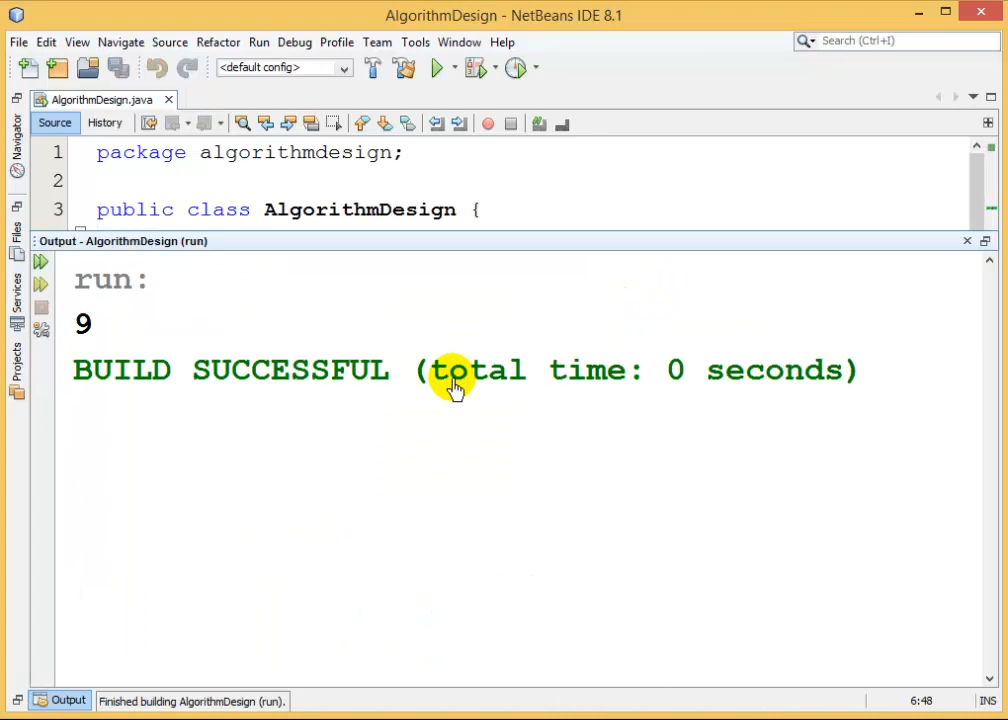 AlgorithmDesign - NetBeans IDE 8.1
File Edit View Navigate Source Refactor Run Debug Profile Team Tools Window Help
Search (Ctrl+I)
<default config>
AlgorithmDesign.java
Source History
Navigator
Files
Services
Projects
1 package algorithmdesign;
2
3 public class AlgorithmDesign {
Output - AlgorithmDesign (run)
run:
9
BUILD SUCCESSFUL (total time: 0 seconds)
Output Finished building AlgorithmDesign (run). 6:48 INS